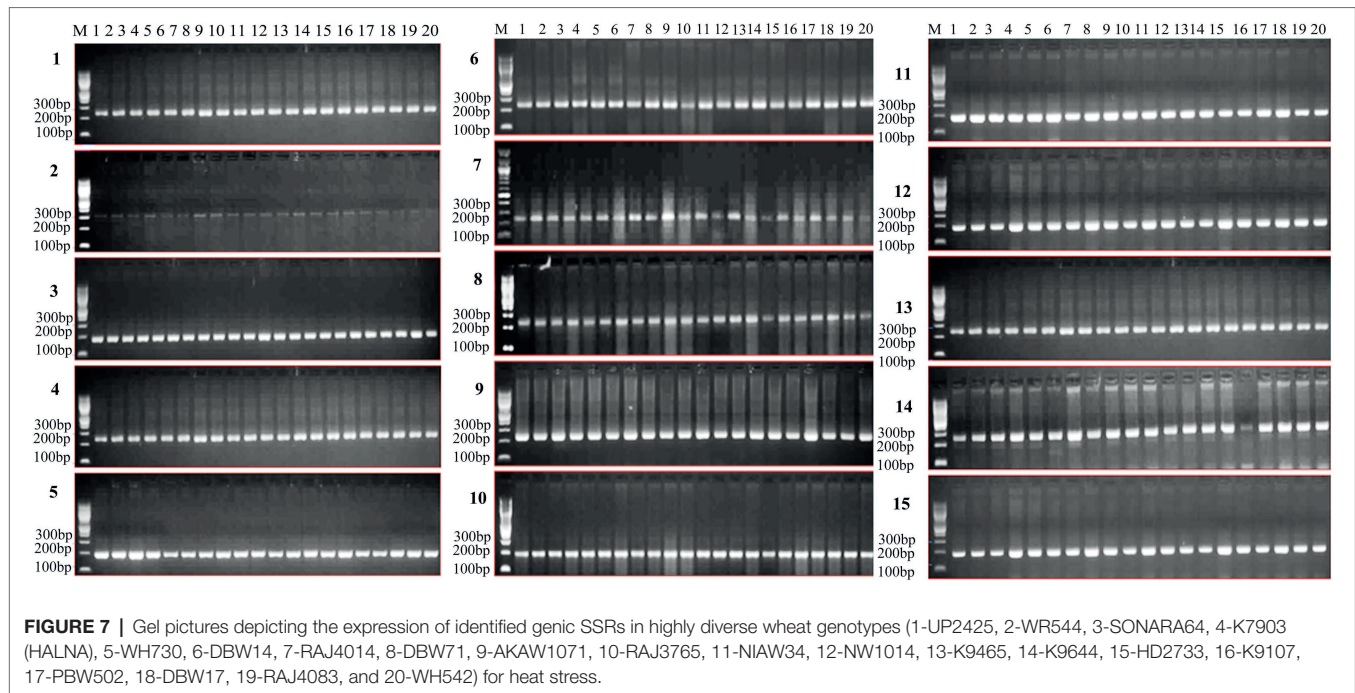 M 1 2 3 4 5 6 7 8 9 10 11 12 13 14 15 16 17 18 19 20
1
300bp
200bp
100bp
2
300bp
200bp
100bp
3
300bp
200bp
100bp
4
300bp
200bp
100bp
5
300bp
200bp
100bp
M 1 2 3 4 5 6 7 8 9 10 11 12 13 14 15 16 17 18 19 20
6
300bp
200bp
100bp
7
300bp
200bp
100bp
8
300bp
200bp
100bp
9
300bp
200bp
100bp
10
300bp
200bp
100bp
M 1 2 3 4 5 6 7 8 9 10 11 12 13 14 15 16 17 18 19 20
11
300bp
200bp
100bp
12
300bp
200bp
100bp
13
300bp
200bp
100bp
14
300bp
200bp
100bp
15
300bp
200bp
100bp
FIGURE 7 | Gel pictures depicting the expression of identified genic SSRs in highly diverse wheat genotypes (1-UP2425, 2-WR544, 3-SONARA64, 4-K7903
(HALNA), 5-WH730, 6-DBW14, 7-RAJ4014, 8-DBW71, 9-AKAW1071, 10-RAJ3765, 11-NIAW34, 12-NW1014, 13-K9465, 14-K9644, 15-HD2733, 16-K9107,
17-PBW502, 18-DBW17, 19-RAJ4083, and 20-WH542) for heat stress.